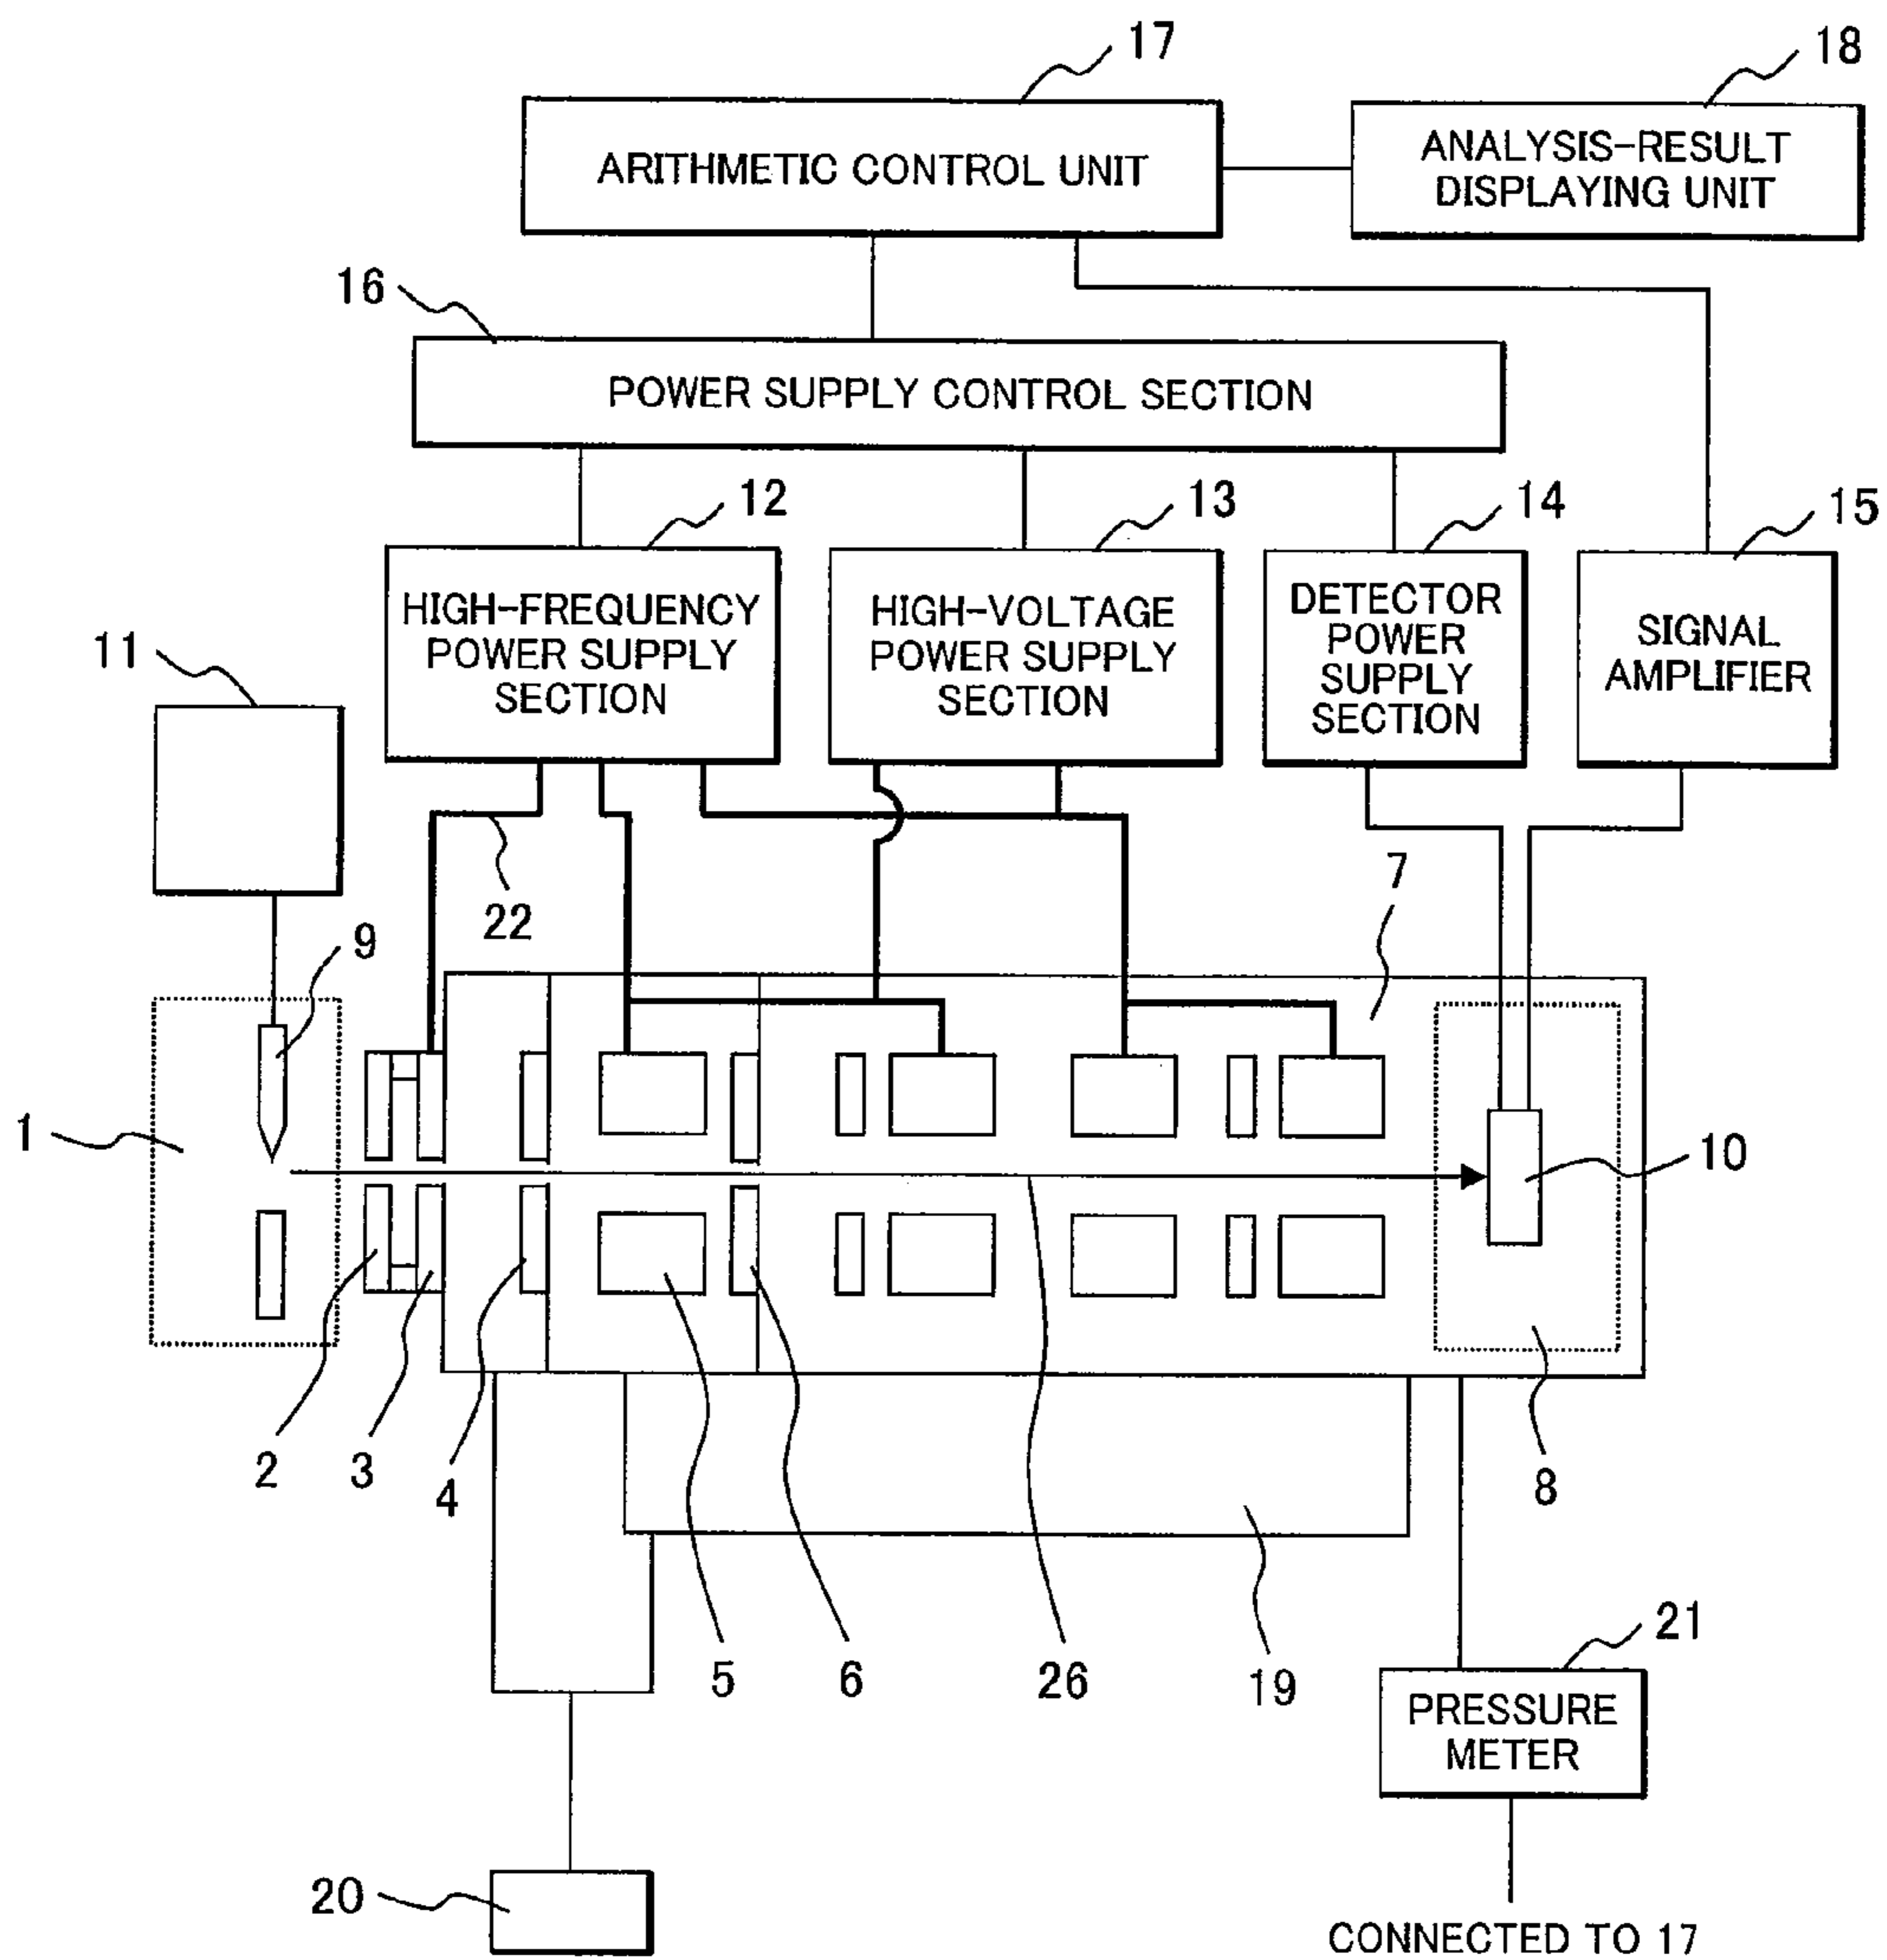 17
18
ARITHMETIC CONTROL UNIT
ANALYSIS-RESULT
DISPLAYING UNIT
16
POWER SUPPLY CONTROL SECTION
12
13
14
15
HIGH-FREQUENCY
POWER SUPPLY
SECTION
HIGH-VOLTAGE
POWER SUPPLY
SECTION
DETECTOR
POWER
SUPPLY
SECTION
SIGNAL
AMPLIFIER
11
22
7
9
1
10
2
3
4
8
5
6
26
19
21
PRESSURE
METER
20
CONNECTED TO 17